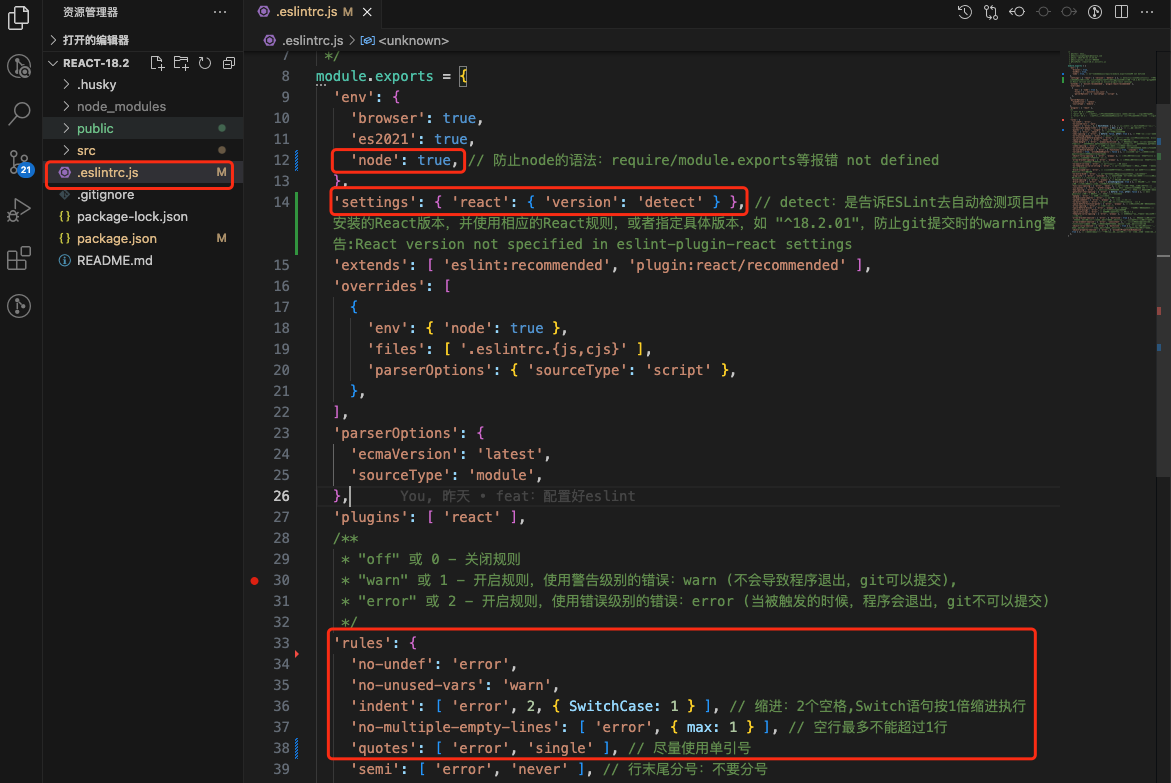 资源管理器
···
.eslintrc.js M ×
打开的编辑器
.eslintrc.js > <unknown>
REACT-18.2
.husky
node_modules
public
src
.eslintrc.js M
.gitignore
package-lock.json
package.json M
README.md
21
7 */
8 module.exports = {
9 'env': {
10 'browser': true,
11 'es2021': true,
12 'node': true, // 防止node的语法：require/module.exports等报错 not defined
13 },
14 'settings': { 'react': { 'version': 'detect' } }, // detect：是告诉ESLint去自动检测项目中
安装的React版本，并使用相应的React规则，或者指定具体版本，如 "^18.2.01"，防止git提交时的warning警
告:React version not specified in eslint-plugin-react settings
15 'extends': [ 'eslint:recommended', 'plugin:react/recommended' ],
16 'overrides': [
17 {
18 'env': { 'node': true },
19 'files': [ '.eslintrc.{js,cjs}' ],
20 'parserOptions': { 'sourceType': 'script' },
21 },
22 ],
23 'parserOptions': {
24 'ecmaVersion': 'latest',
25 'sourceType': 'module',
26 }, You, 昨天 • feat: 配置好eslint
27 'plugins': [ 'react' ],
28 /**
29 * "off" 或 0 - 关闭规则
30 * "warn" 或 1 - 开启规则，使用警告级别的错误：warn (不会导致程序退出，git可以提交),
31 * "error" 或 2 - 开启规则，使用错误级别的错误：error (当被触发的时候，程序会退出，git不可以提交)
32 */
33 'rules': {
34 'no-undef': 'error',
35 'no-unused-vars': 'warn',
36 'indent': [ 'error', 2, { SwitchCase: 1 } ], // 缩进：2个空格,Switch语句按1倍缩进执行
37 'no-multiple-empty-lines': [ 'error', { max: 1 } ], // 空行最多不能超过1行
38 'quotes': [ 'error', 'single' ], // 尽量使用单引号
39 'semi': [ 'error', 'never' ], // 行末尾分号：不要分号